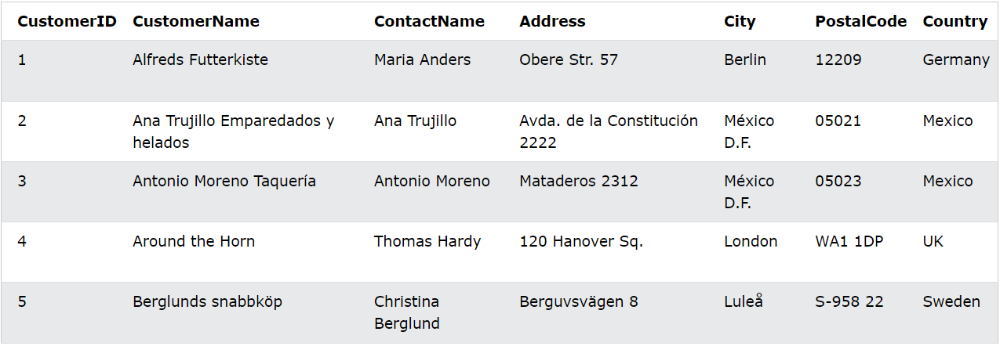 CustomerID CustomerName ContactName Address City PostalCode Country
1 Alfreds Futterkiste Maria Anders Obere Str. 57 Berlin 12209 Germany
2 Ana Trujillo Emparedados y Ana Trujillo Avda. de la Constitución México 05021 Mexico
helados 2222 D.F.
3 Antonio Moreno Taquería Antonio Moreno Mataderos 2312 México 05023 Mexico
D.F.
4 Around the Horn Thomas Hardy 120 Hanover Sq. London WA1 1DP UK
5 Berglunds snabbköp Christina Berguvsvägen 8 Luleå S-958 22 Sweden
Berglund